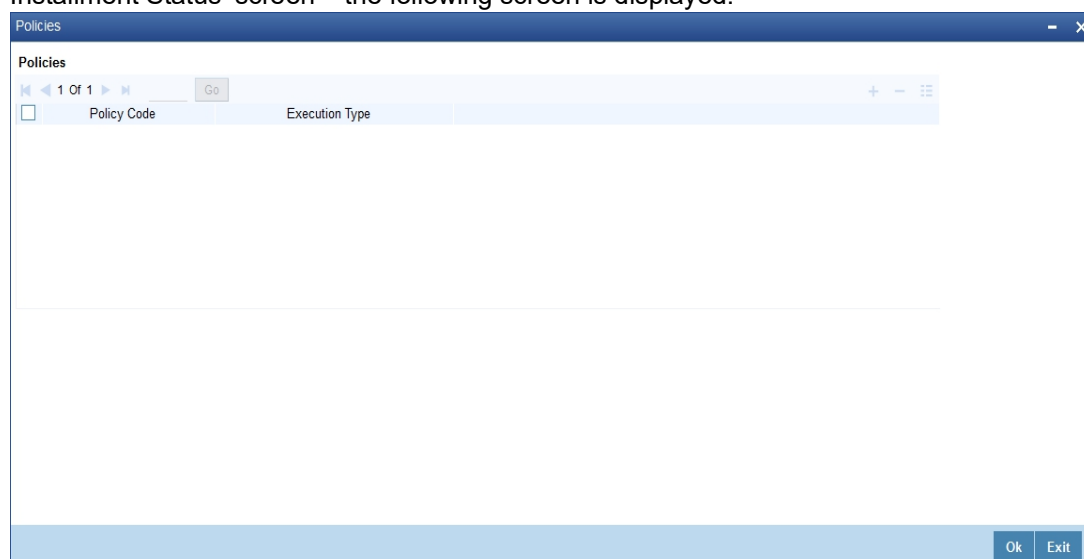 Installment Status' screen – the following screen is displayed.
Policies
Policies
1 Of 1 Go
Policy Code Execution Type
Ok Exit